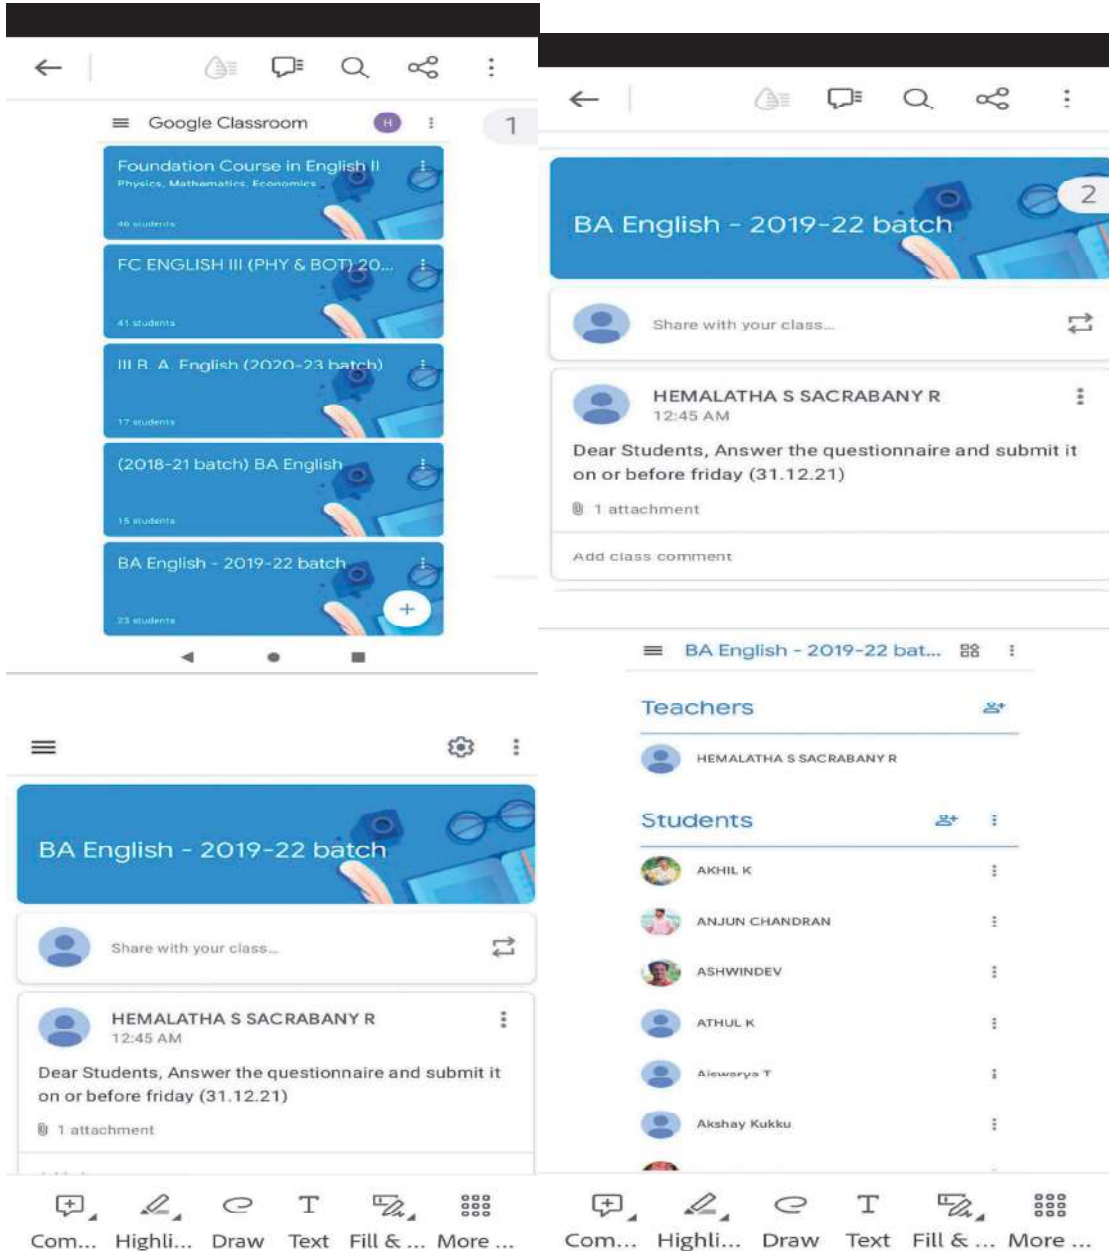 Google Classroom
H
1
Foundation Course in English II
Physics, Mathematics, Economics
46 students
FC ENGLISH III (PHY & BOT) 20...
41 students
III B. A. English (2020-23 batch)
17 students
(2018-21 batch) BA English
15 students
BA English - 2019-22 batch
23 students
+
BA English - 2019-22 batch
Share with your class...
HEMALATHA S SACRABANY R
12:45 AM
Dear Students, Answer the questionnaire and submit it
on or before friday (31.12.21)
1 attachment
Com... Highli... Draw Text Fill & ... More ...
2
BA English - 2019-22 batch
Share with your class...
HEMALATHA S SACRABANY R
12:45 AM
Dear Students, Answer the questionnaire and submit it
on or before friday (31.12.21)
1 attachment
Add class comment
BA English - 2019-22 bat...
Teachers
HEMALATHA S SACRABANY R
Students
AKHIL K
ANJUN CHANDRAN
ASHWINDEV
ATHUL K
Aiswarya T
Akshay Kukku
Com... Highli... Draw Text Fill & ... More ...